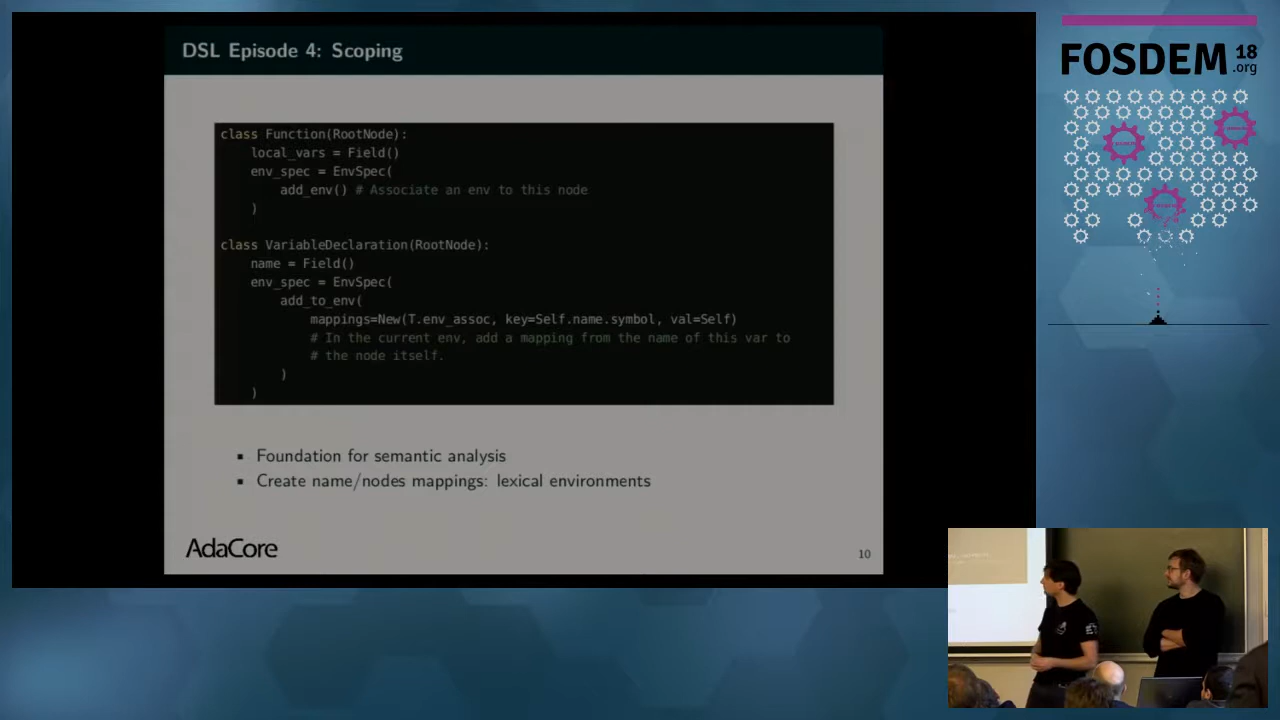 DSL Episode 4: Scoping
class Function(RootNode):
    local_vars = Field()
    env_spec = EnvSpec(
        add_env() # Associate an env to this node
    )
class VariableDeclaration(RootNode):
    name = Field()
    env_spec = EnvSpec(
        add_to_env(
            mappings=New(T.env_assoc, key=Self.name.symbol, val=Self)
            # In the current env, add a mapping from the name of this var to
            # the node itself.
        )
    )
▪ Foundation for semantic analysis
▪ Create name/nodes mappings: lexical environments
AdaCore
10
FOSDEM 18
.org